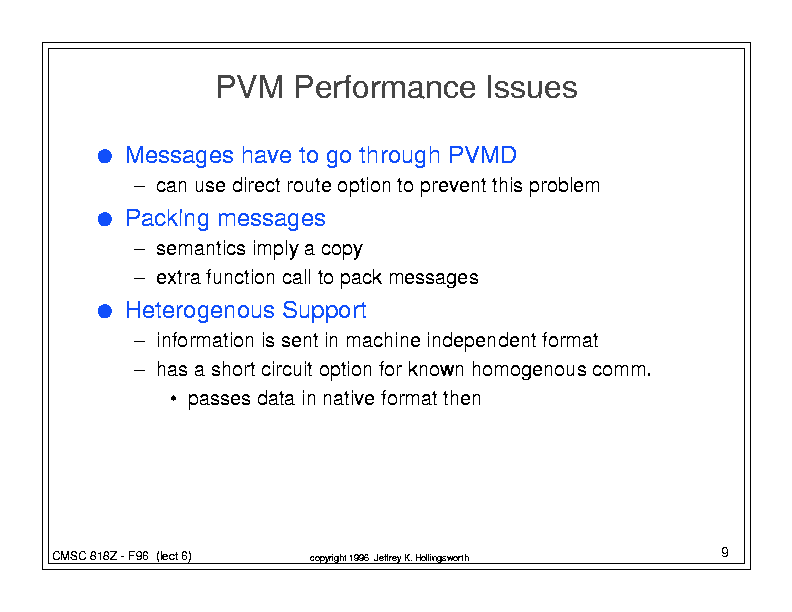 PVM Performance Issues
● Messages have to go through PVMD
– can use direct route option to prevent this problem
● Packing messages
– semantics imply a copy
– extra function call to pack messages
● Heterogenous Support
– information is sent in machine independent format
– has a short circuit option for known homogenous comm.
• passes data in native format then
CMSC 818Z - F96 (lect 6)
copyright 1996 Jeffrey K. Hollingsworth
9